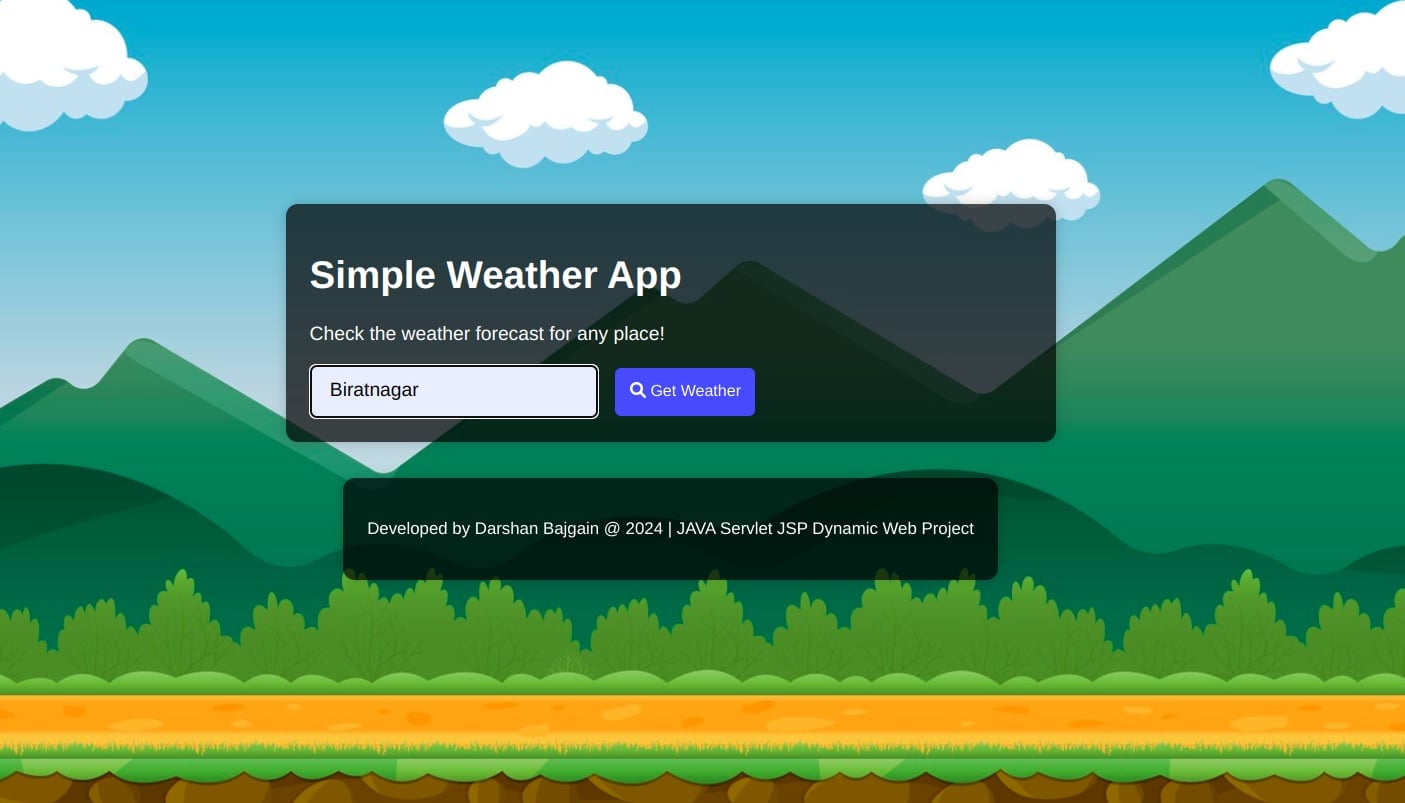 Simple Weather App
Check the weather forecast for any place!
Biratnagar
Get Weather
Developed by Darshan Bajgain @ 2024 | JAVA Servlet JSP Dynamic Web Project